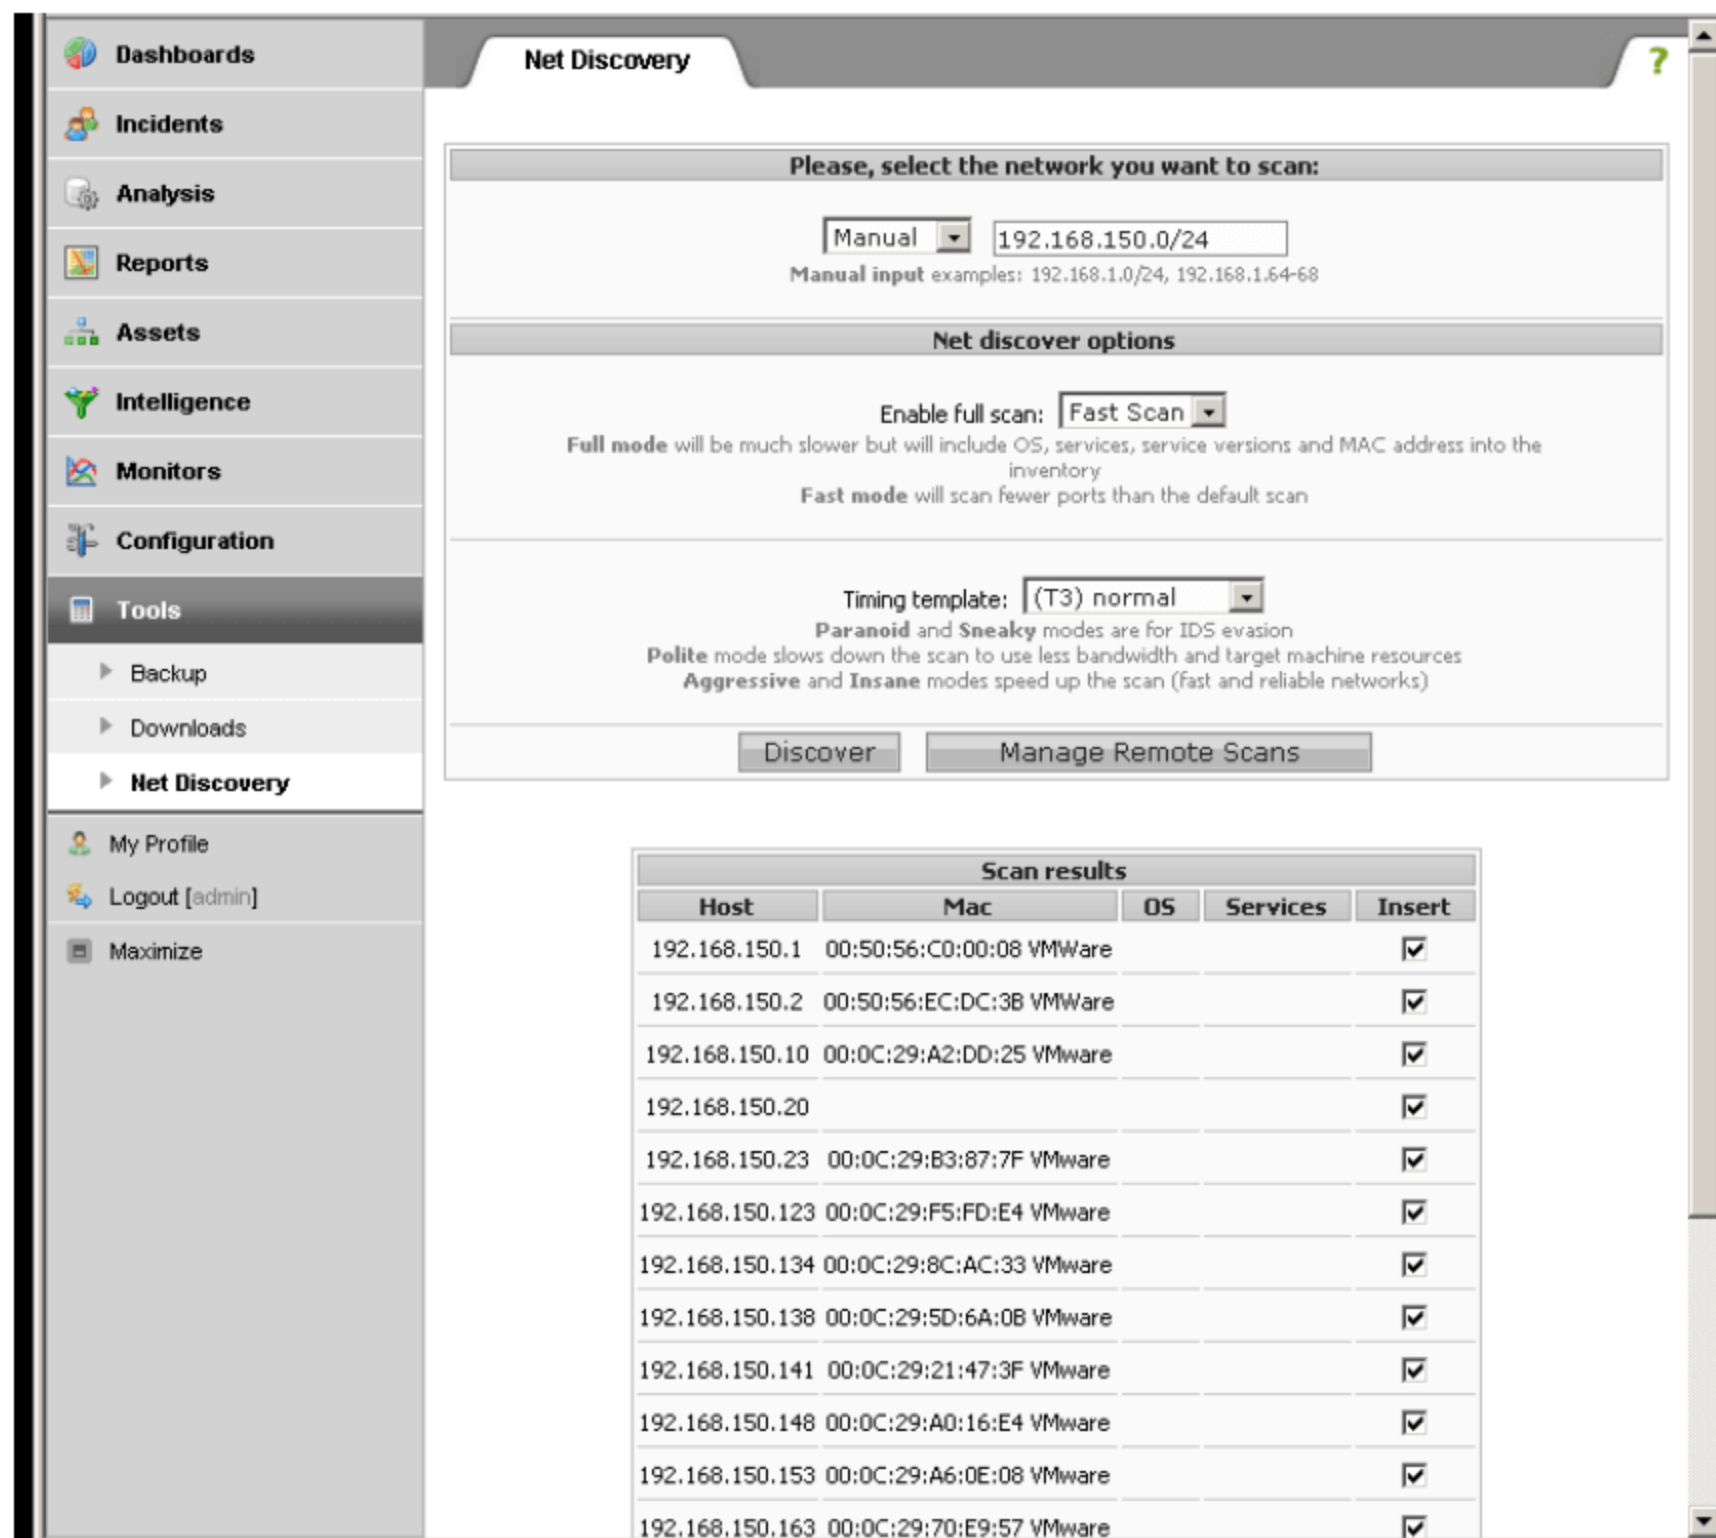 Dashboards
Incidents
Analysis
Reports
Assets
Intelligence
Monitors
Configuration
Tools
Backup
Downloads
Net Discovery
My Profile
Logout [admin]
Maximize
Net Discovery
?
Please, select the network you want to scan:
Manual 192.168.150.0/24
Manual input examples: 192.168.1.0/24, 192.168.1.64-68
Net discover options
Enable full scan: Fast Scan
Full mode will be much slower but will include OS, services, service versions and MAC address into the
inventory
Fast mode will scan fewer ports than the default scan
Timing template: (T3) normal
Paranoid and Sneaky modes are for IDS evasion
Polite mode slows down the scan to use less bandwidth and target machine resources
Aggressive and Insane modes speed up the scan (fast and reliable networks)
Discover Manage Remote Scans
Scan results
Host Mac OS Services Insert
192.168.150.1 00:50:56:C0:00:08 VMWare
192.168.150.2 00:50:56:EC:DC:3B VMWare
192.168.150.10 00:0C:29:A2:DD:25 VMware
192.168.150.20
192.168.150.23 00:0C:29:B3:87:7F VMware
192.168.150.123 00:0C:29:F5:FD:E4 VMware
192.168.150.134 00:0C:29:8C:AC:33 VMware
192.168.150.138 00:0C:29:5D:6A:0B VMware
192.168.150.141 00:0C:29:21:47:3F VMware
192.168.150.148 00:0C:29:A0:16:E4 VMware
192.168.150.153 00:0C:29:A6:0E:08 VMware
192.168.150.163 00:0C:29:70:E9:57 VMware